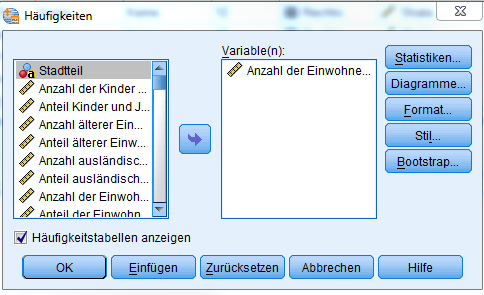 Häufigkeiten
Variable(n):
Stadtteil
Anzahl der Kinder ...
Anteil Kinder und J...
Anzahl älterer Ein...
Anteil älterer Einw...
Anzahl ausländisc...
Anteil ausländisch...
Anzahl der Einwoh...
Anteil der Einwohn
Anzahl der Einwohne...
Statistiken...
Diagramme...
Format...
Stil...
Bootstrap...
Häufigkeitstabellen anzeigen
OK
Einfügen
Zurücksetzen
Abbrechen
Hilfe